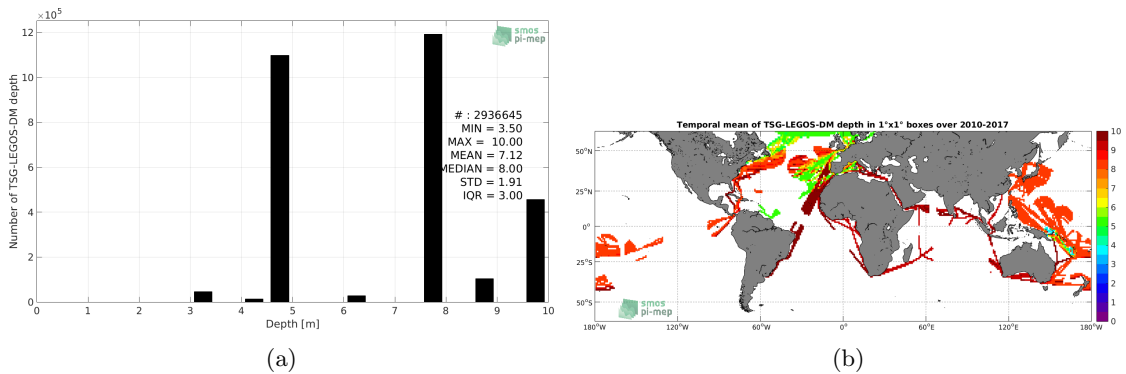 ×10⁵
12
10
8
6
4
2
0
0 1 2 3 4 5 6 7 8 9 10
Number of TSG-LEGOS-DM depth
Depth [m]
smos
pi-mep
# : 2936645
MIN = 3.50
MAX = 10.00
MEAN = 7.12
MEDIAN = 8.00
STD = 1.91
IQR = 3.00
(a)
Temporal mean of TSG-LEGOS-DM depth in 1°x1° boxes over 2010-2017
50°N
25°N
0°
25°S
50°S
180°W 120°W 60°W 0° 60°E 120°E 180°W
smos
pi-mep
10
9
8
7
6
5
4
3
2
1
0
(b)